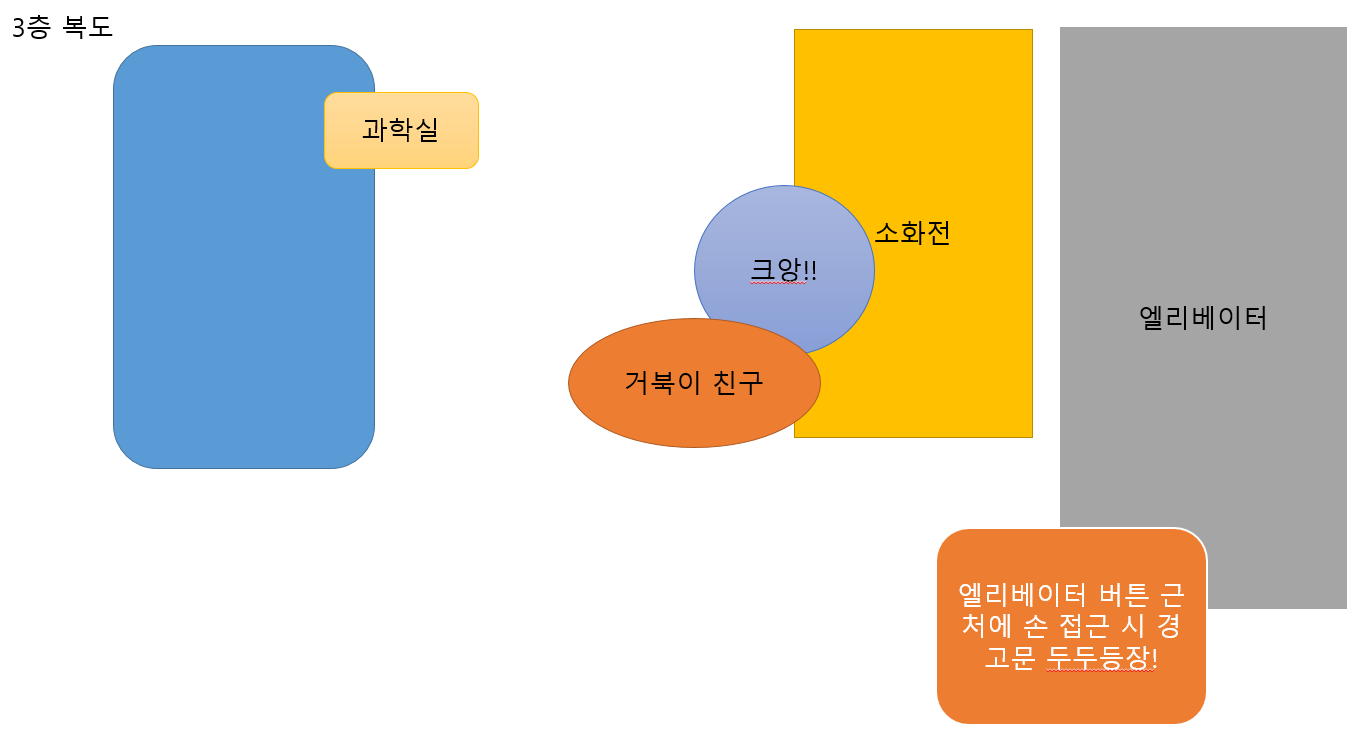 3층 복도
과학실
소화전
크앙!!
엘리베이터
거북이 친구
엘리베이터 버튼 근
처에 손 접근 시 경
고문 두두등장!